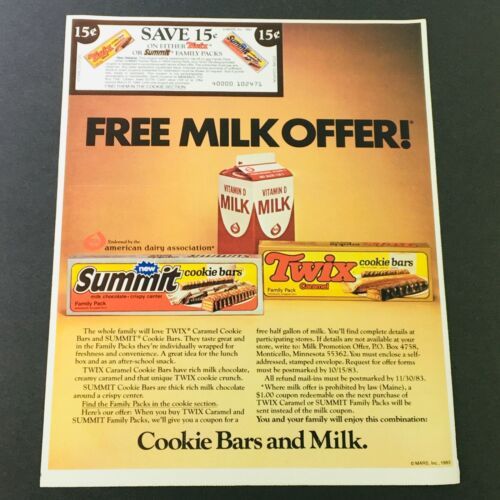 15¢
SAVE 15¢
15¢
ON EITHER Twix
OR Summit FAMILY PACKS
FIND THEM IN THE COOKIE SECTION
40000 102471
FREE MILK OFFER!*
VITAMIN D
MILK
VITAMIN D
MILK
Endorsed by the
american dairy association
new
Summit cookie bars
milk chocolate - crispy center
Family Pack
Twix cookie bars
Caramel
Family Pack
The whole family will love TWIX® Caramel Cookie
Bars and SUMMIT® Cookie Bars. They taste great and
in the Family Packs they're individually wrapped for
freshness and convenience. A great idea for the lunch
box and as an after-school snack.
TWIX Caramel Cookie Bars have rich milk chocolate,
creamy caramel and that unique TWIX cookie crunch.
SUMMIT Cookie Bars are thick rich milk chocolate
around a crispy center.
Find the Family Packs in the cookie section.
Here's our offer: When you buy TWIX Caramel and
SUMMIT Family Packs, we'll give you a coupon for a
free half gallon of milk. You'll find complete details at
participating stores. If details are not available at your
store, write to: Milk Promotion Offer, P.O. Box 4758,
Monticello, Minnesota 55362. You must enclose a self-
addressed, stamped envelope. Request for offer forms
must be postmarked by 10/15/83.
All refund mail-ins must be postmarked by 11/30/83.
*Where milk offer is prohibited by law (Maine), a
$1.00 coupon redeemable on the next purchase of
TWIX Caramel or SUMMIT Family Packs will be
sent instead of the milk coupon.
You and your family will enjoy this combination:
Cookie Bars and Milk.
© MARS, Inc., 1983